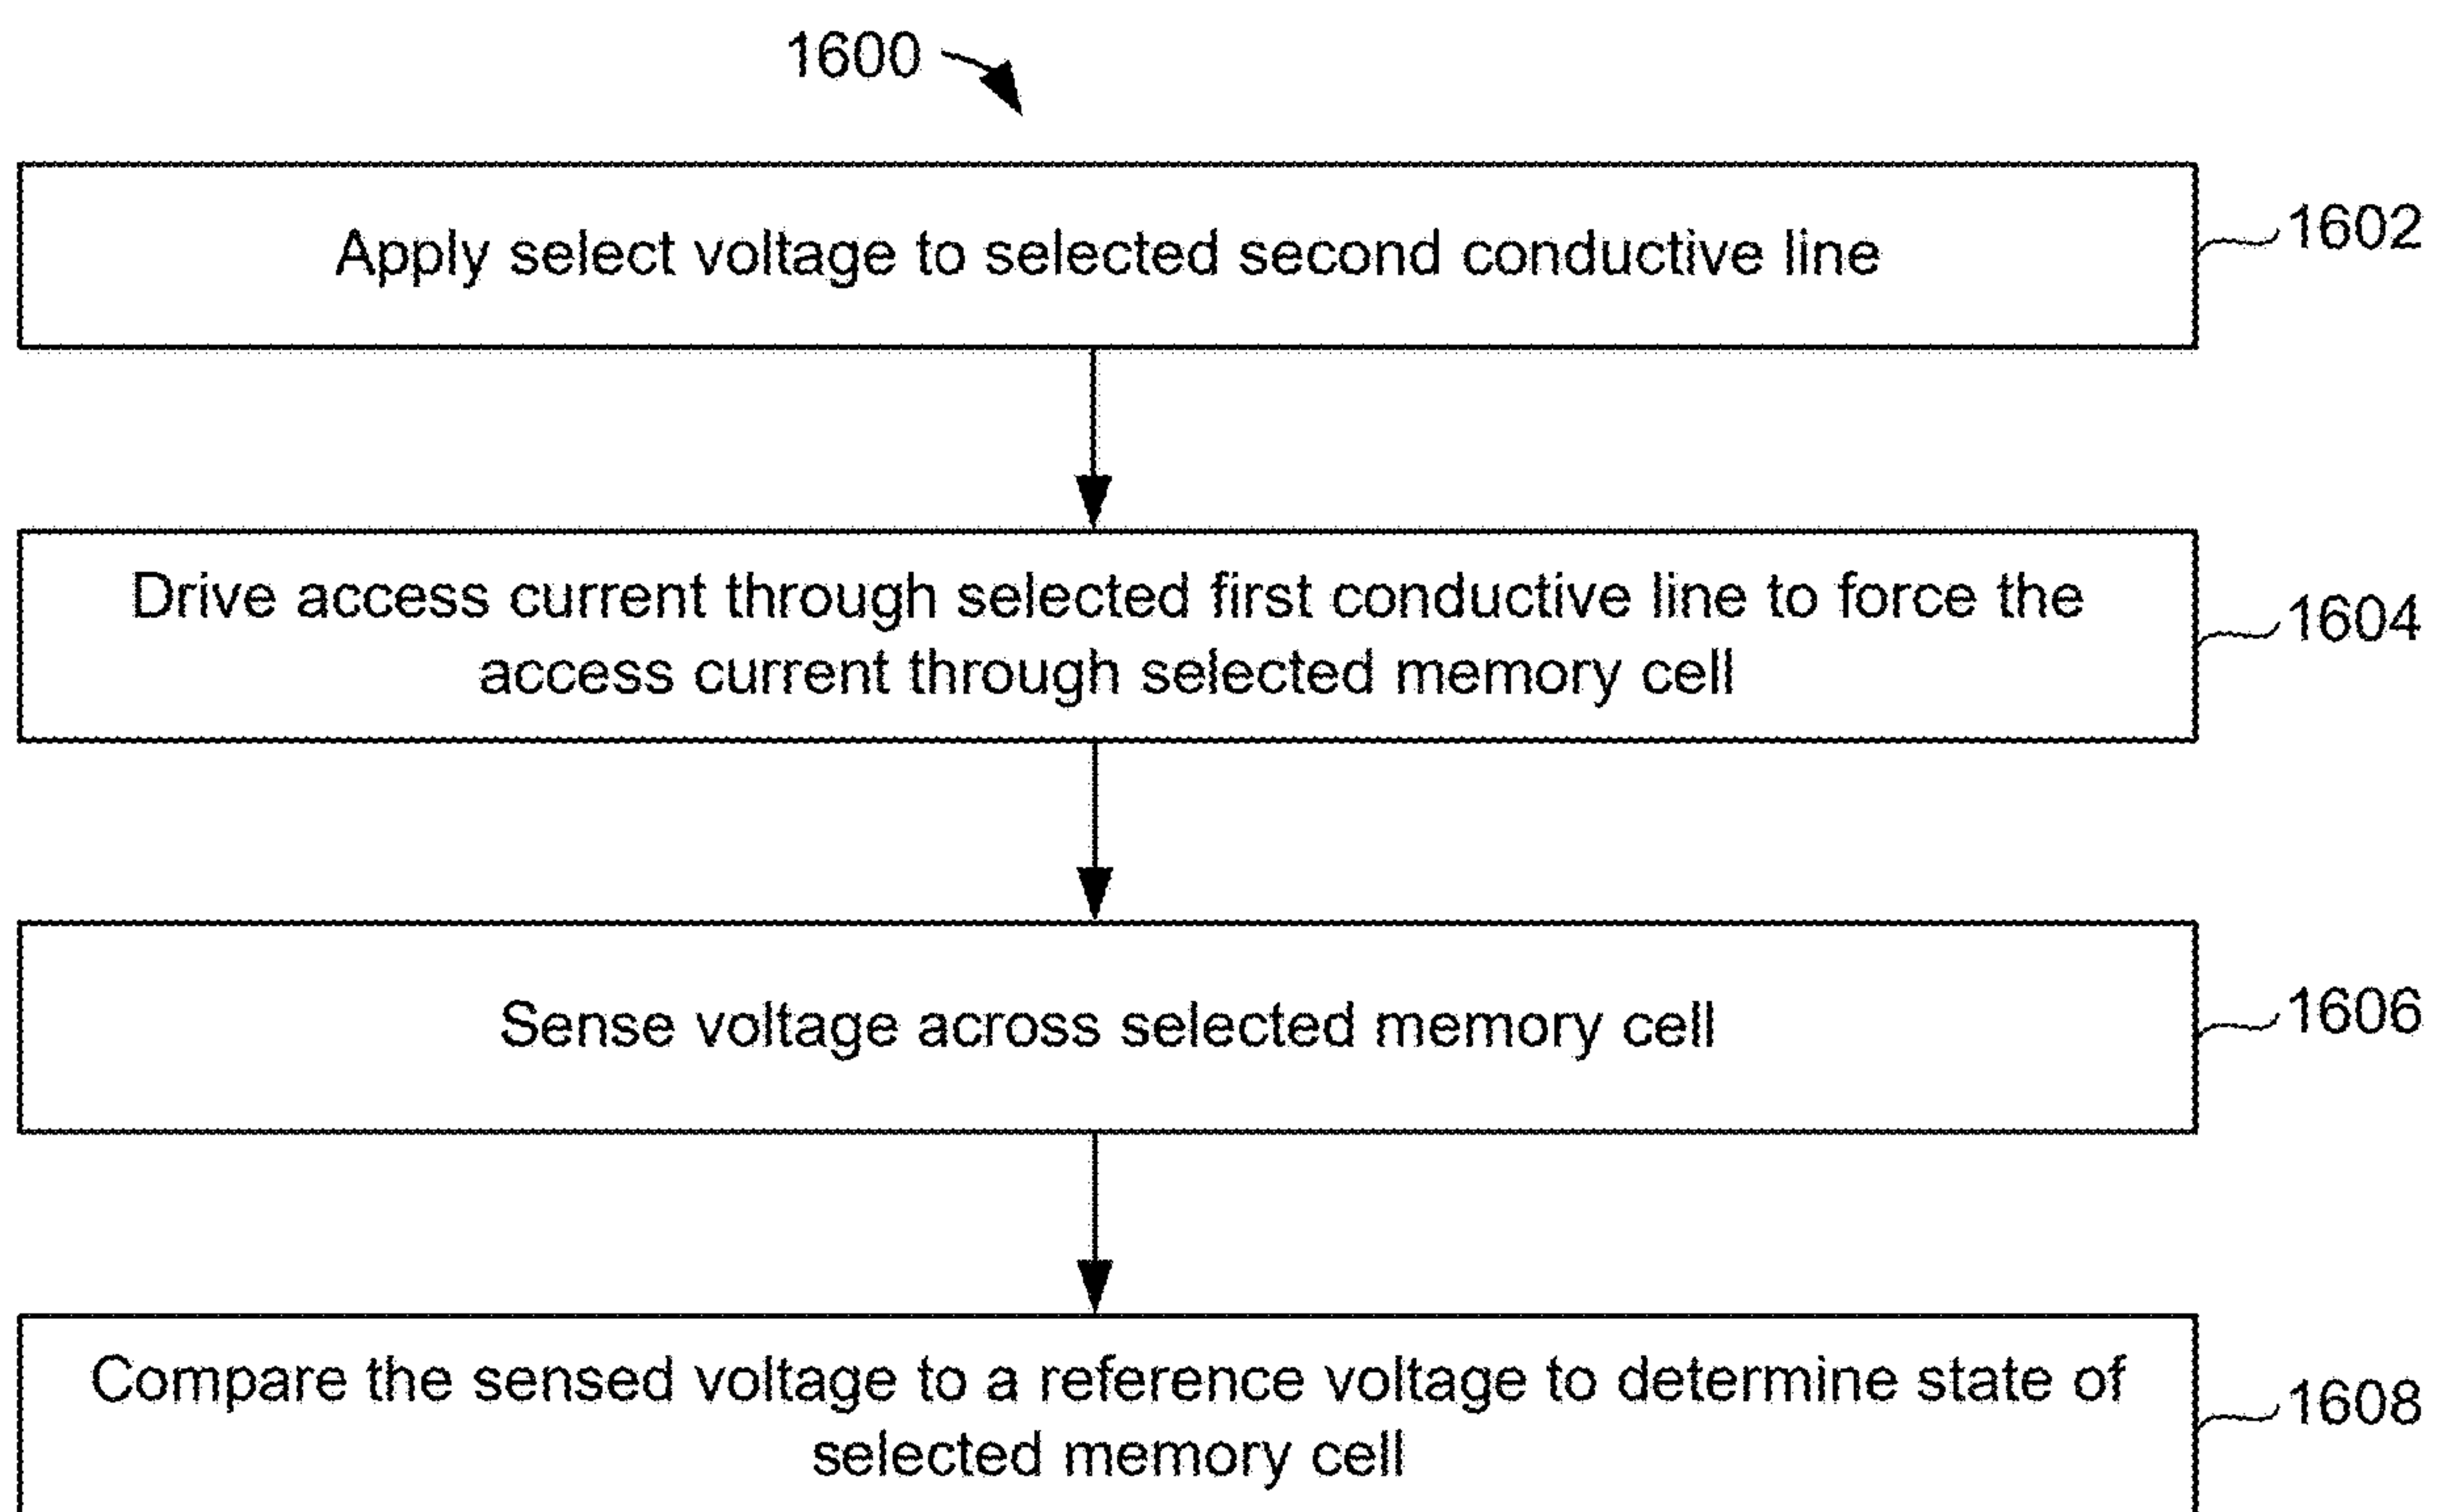 1600
Apply select voltage to selected second conductive line
1602
Drive access current through selected first conductive line to force the
access current through selected memory cell
1604
Sense voltage across selected memory cell
1606
Compare the sensed voltage to a reference voltage to determine state of
selected memory cell
1608